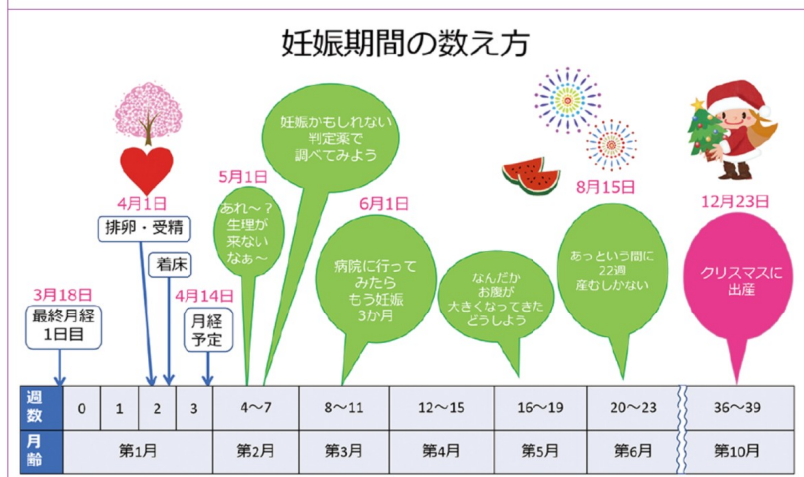 妊娠期間の数え方
妊娠かもしれない
判定薬で
調べてみよう
4月1日
排卵・受精
5月1日
あれ～？
生理が
来ない
なぁ～
着床
6月1日
病院に行って
みたら
もう妊娠
3か月
8月15日
あっという間に
22週
産むしかない
12月23日
クリスマスに
出産
なんだか
お腹が
大きくなってきた
どうしよう
3月18日
最終月経
1日目
4月14日
月経
予定
週数 0 1 2 3 4～7 8～11 12～15 16～19 20～23 36～39
月齢 第1月 第2月 第3月 第4月 第5月 第6月 第10月